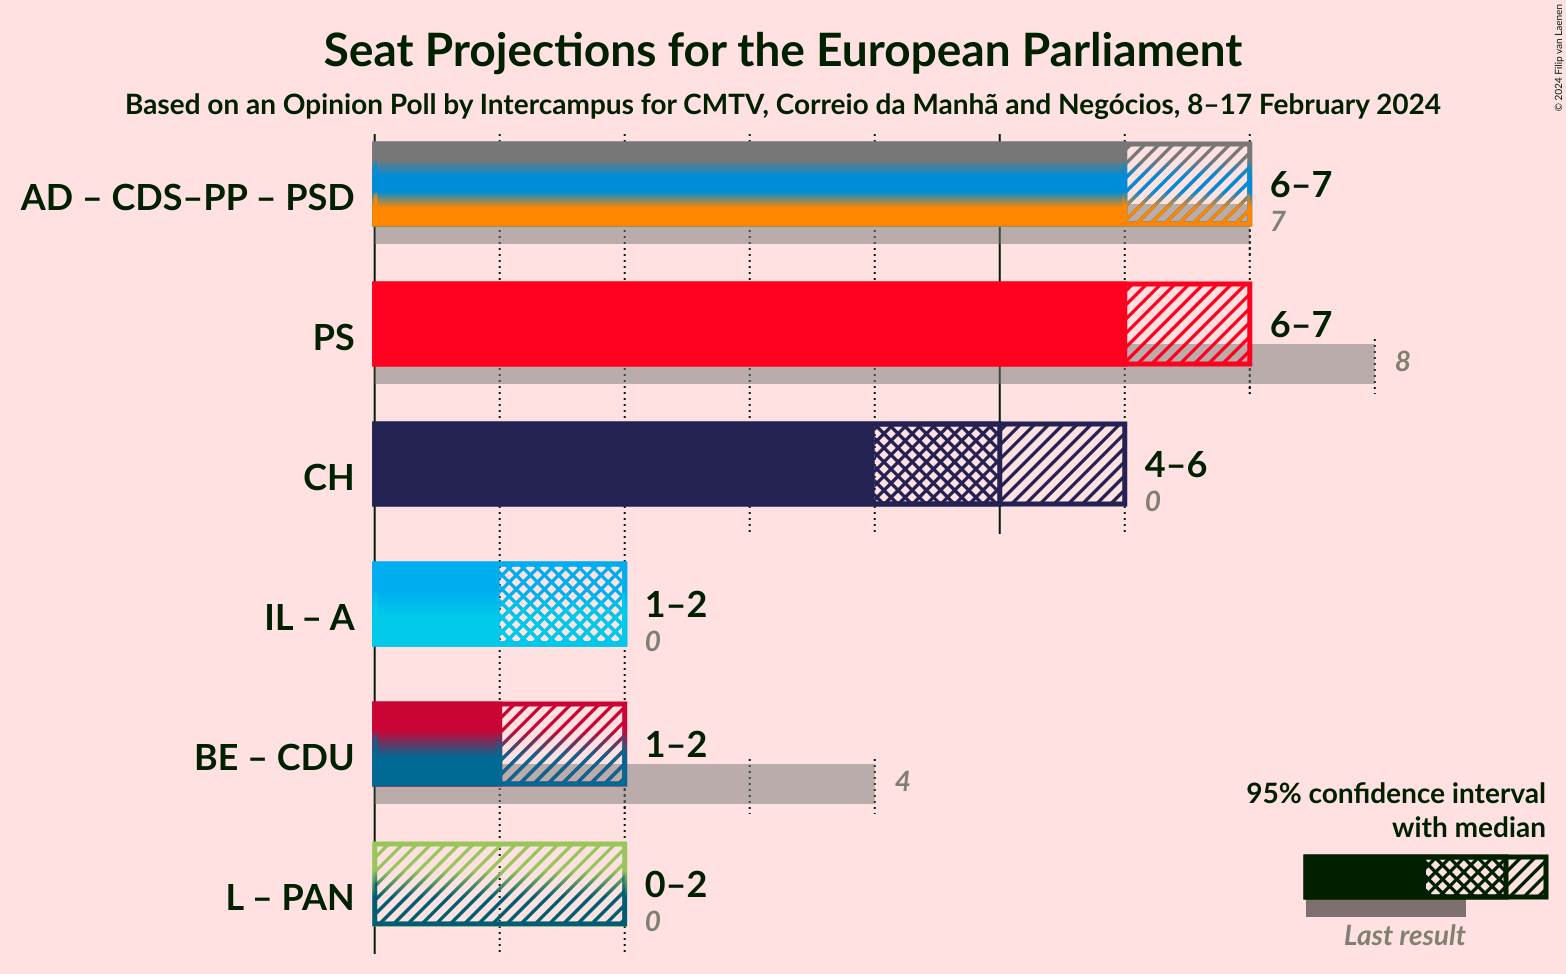 Seat Projections for the European Parliament
Based on an Opinion Poll by Intercampus for CMTV, Correio da Manhã and Negócios, 8–17 February 2024
© 2024 Filip van Laenen
AD – CDS–PP – PSD
6–7
7
PS
6–7
8
CH
4–6
0
IL – A
1–2
0
BE – CDU
1–2
4
L – PAN
0–2
0
95% confidence interval
with median
Last result